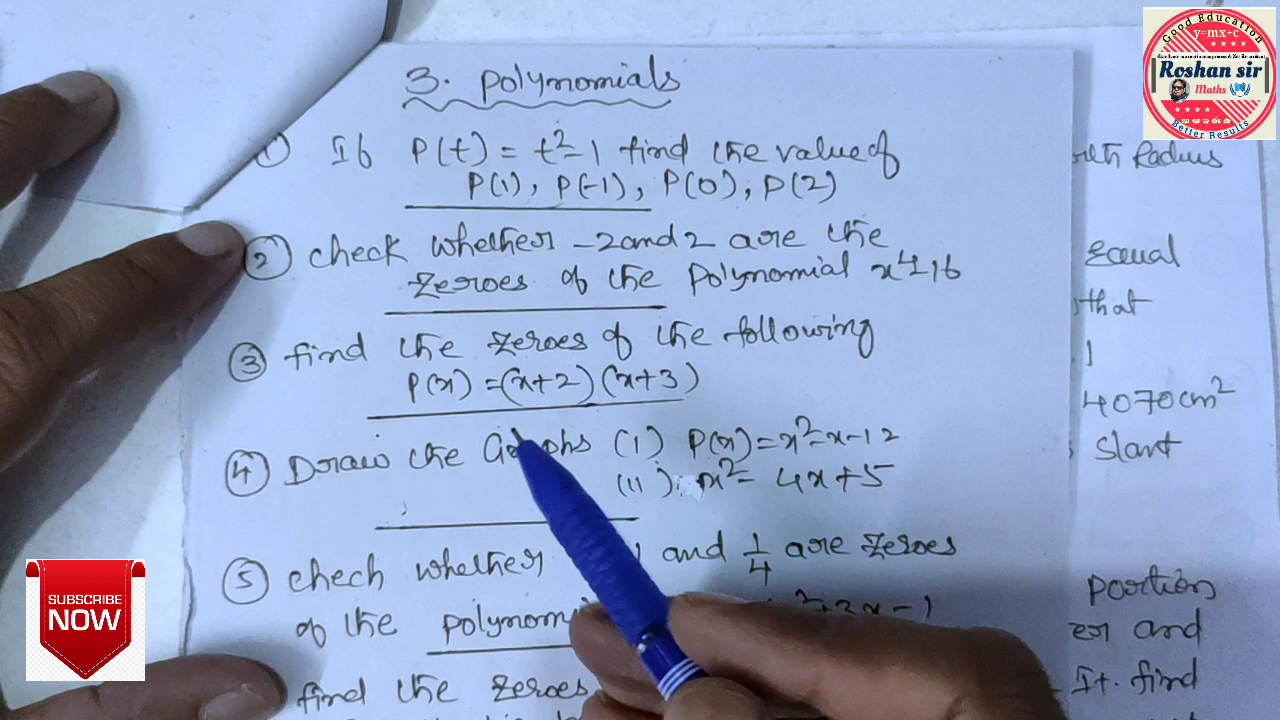 3. Polynomials
① If P(t) = t²-1 find the value of
P(1), P(-1), P(0), P(2)
② check whether -2 and 2 are the
zeroes of the polynomial x⁴-16
③ find the zeroes of the following
P(x) = (x+2)(x+3)
④ Draw the Graphs (I) P(x) = x²-x-12
(II) x²- 4x+5
⑤ chech whether and 1/4 are zeroes
of the
find the zeroes
Radius
equal
that
4070cm²
Slant
portion
and
It. find
Good Education
y=mx+c
Roshan sir
Maths
Better Results
SUBSCRIBE
NOW